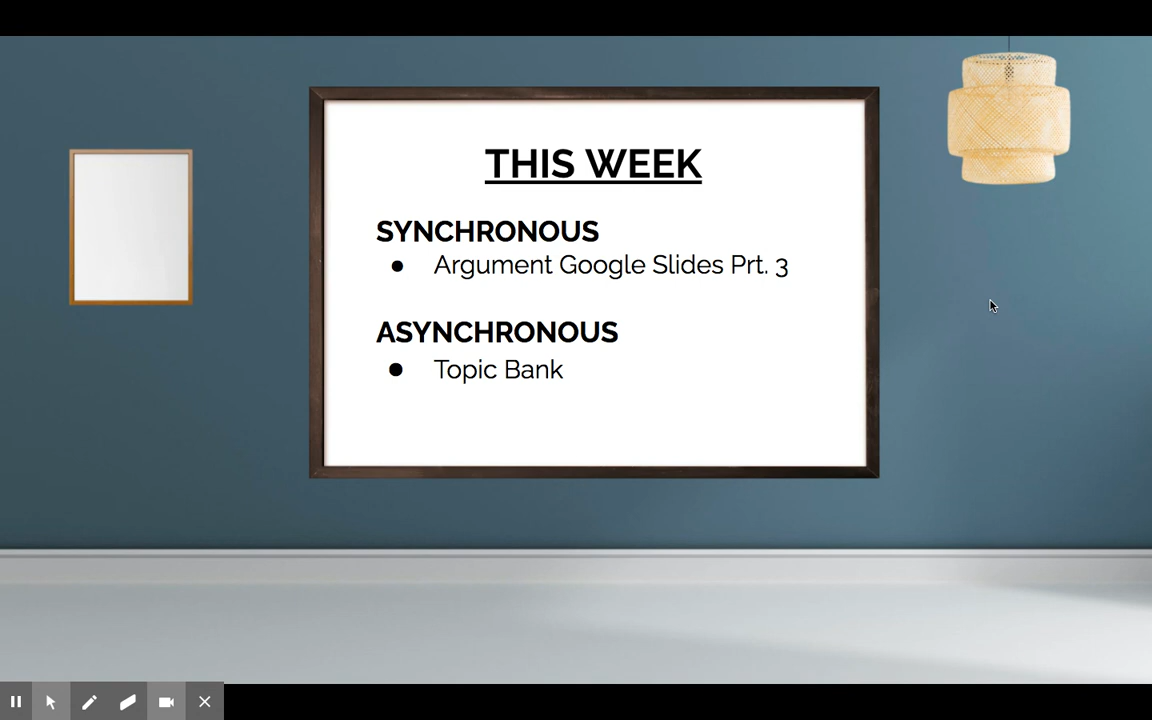 THIS WEEK
SYNCHRONOUS
● Argument Google Slides Prt. 3
ASYNCHRONOUS
● Topic Bank